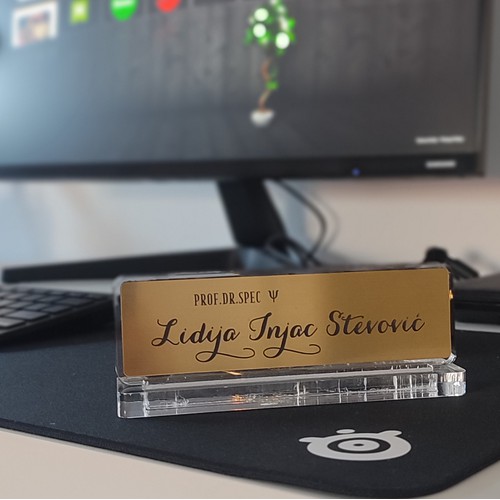 PROF.DR.SPEC Ψ
Lidija Injac Stevović